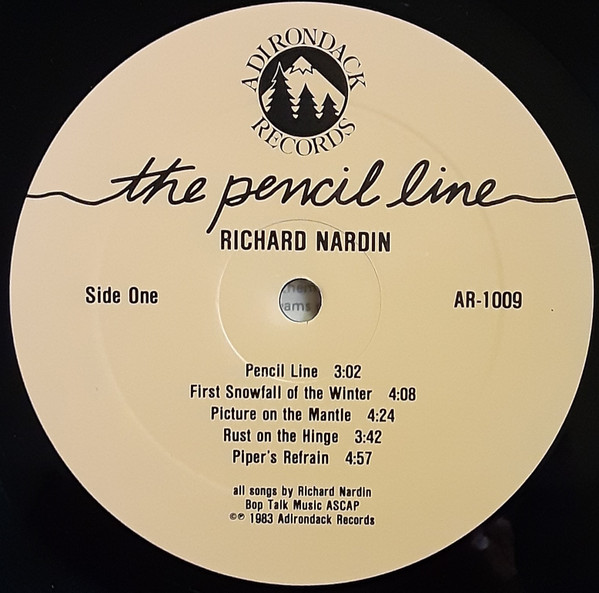 ADIRONDACK
RECORDS
the pencil line
RICHARD NARDIN
Side One
AR-1009
them
ams
Pencil Line 3:02
First Snowfall of the Winter 4:08
Picture on the Mantle 4:24
Rust on the Hinge 3:42
Piper's Refrain 4:57
all songs by Richard Nardin
Bop Talk Music ASCAP
©℗ 1983 Adirondack Records